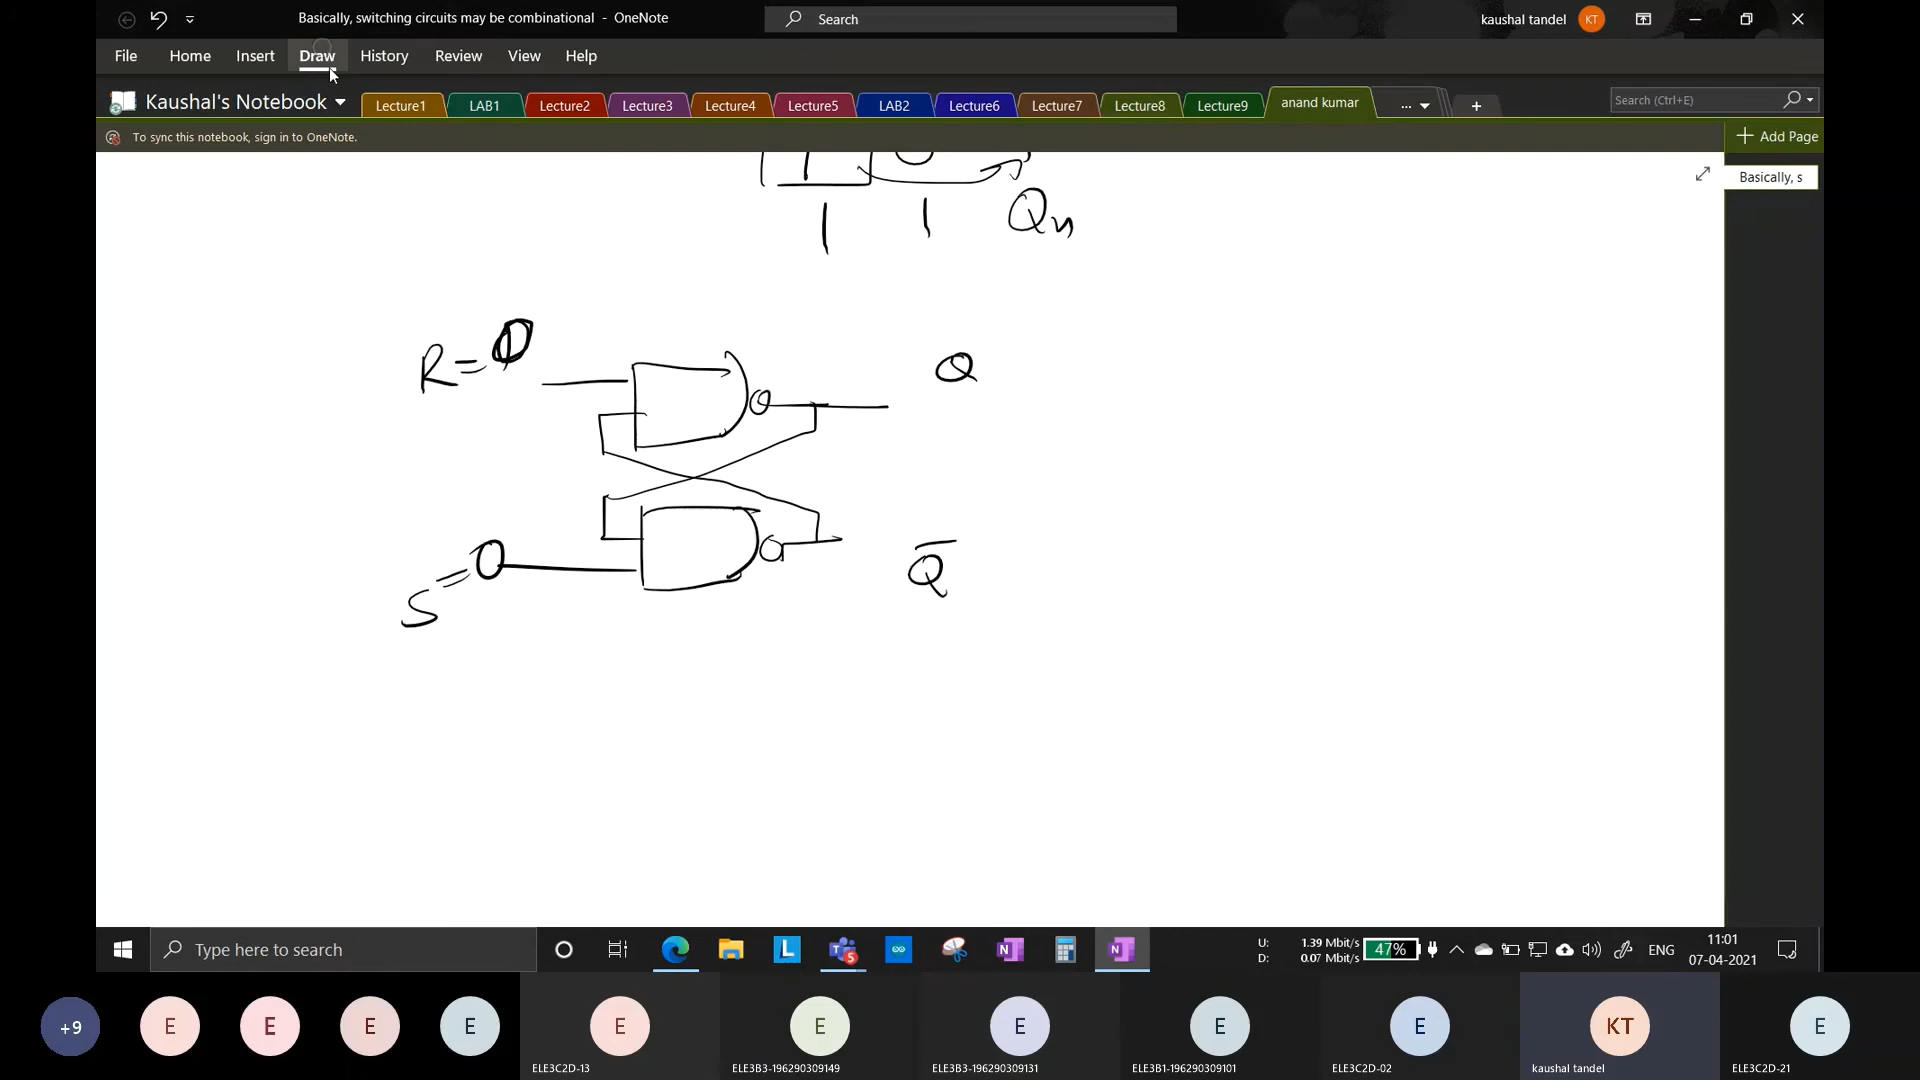 Basically, switching circuits may be combinational - OneNote
Search
kaushal tandel
KT
File Home Insert Draw History Review View Help
Kaushal's Notebook
Lecture1 LAB1 Lecture2 Lecture3 Lecture4 Lecture5 LAB2 Lecture6 Lecture7 Lecture8 Lecture9 anand kumar ... +
Search (Ctrl+E)
To sync this notebook, sign in to OneNote.
Add Page
Basically, s
1 1 Qn
R=
Q
S=0
Q̅
Type here to search
L
T 5
N
N
U: 1.39 Mbit/s
D: 0.07 Mbit/s
47%
ENG
11:01
07-04-2021
+9 E E E E E E E E E KT E
ELE3C2D-13 ELE3B3-196290309149 ELE3B3-196290309131 ELE3B1-196290309101 ELE3C2D-02 kaushal tandel ELE3C2D-21